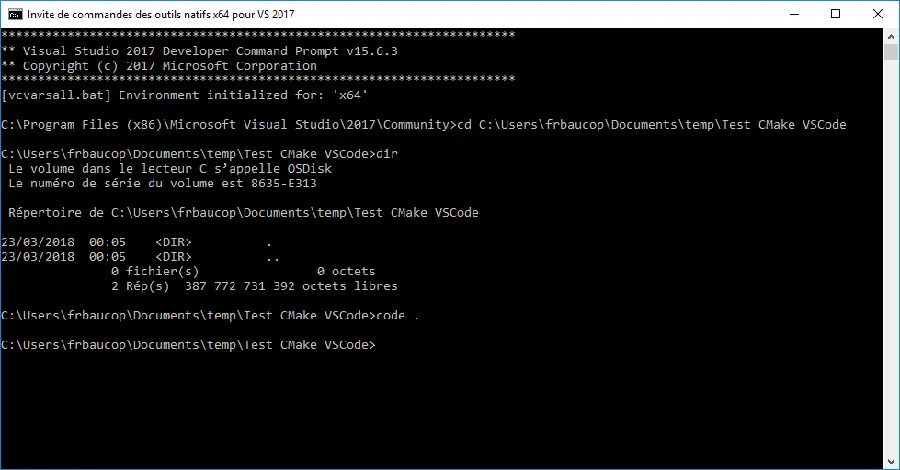 Invite de commandes des outils natifs x64 pour VS 2017
**********************************************************************
** Visual Studio 2017 Developer Command Prompt v15.6.3
** Copyright (c) 2017 Microsoft Corporation
**********************************************************************
[vcvarsall.bat] Environment initialized for: 'x64'
C:\Program Files (x86)\Microsoft Visual Studio\2017\Community>cd C:\Users\frbaucop\Documents\temp\Test CMake VSCode
C:\Users\frbaucop\Documents\temp\Test CMake VSCode>dir
 Le volume dans le lecteur C s’appelle OSDisk
 Le numéro de série du volume est 8635-E313
 Répertoire de C:\Users\frbaucop\Documents\temp\Test CMake VSCode
23/03/2018  00:05    <DIR>          .
23/03/2018  00:05    <DIR>          ..
               0 fichier(s)                0 octets
               2 Rép(s)  387 772 731 392 octets libres
C:\Users\frbaucop\Documents\temp\Test CMake VSCode>code .
C:\Users\frbaucop\Documents\temp\Test CMake VSCode>